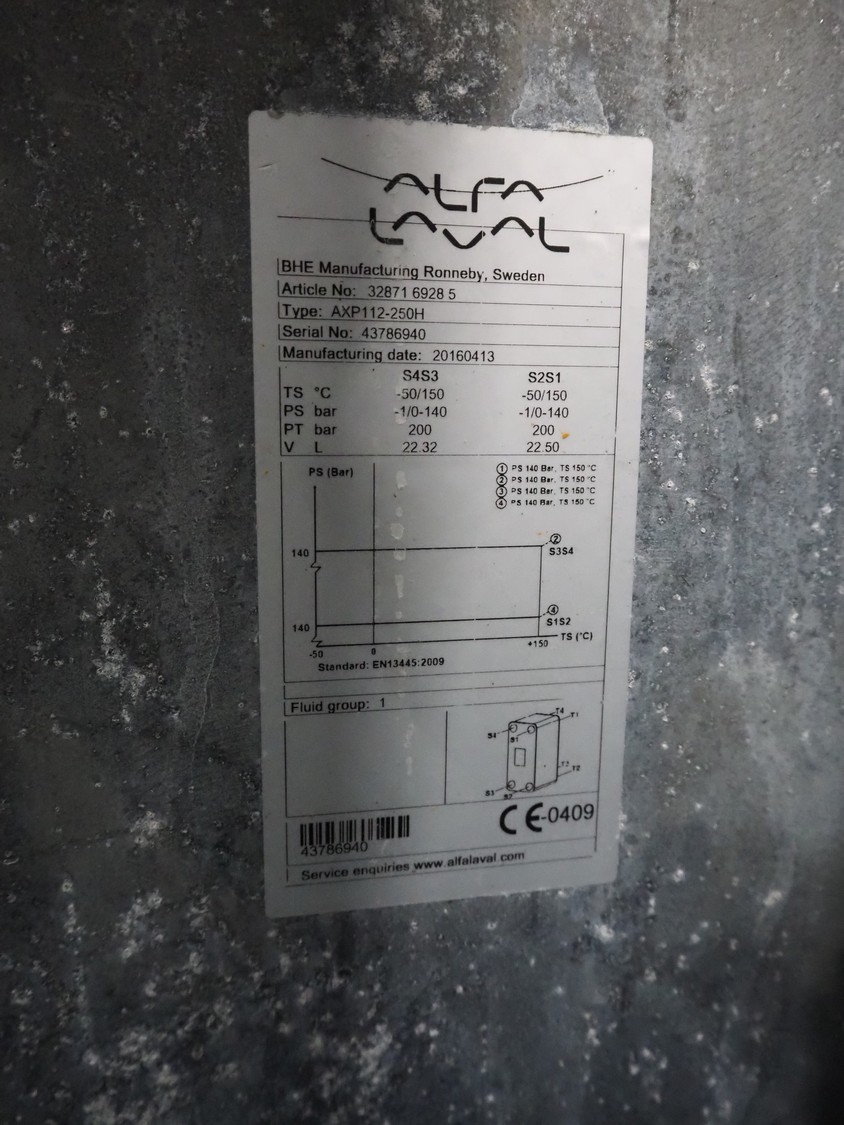 ALFA
LAVAL
BHE Manufacturing Ronneby, Sweden
Article No: 32871 6928 5
Type: AXP112-250H
Serial No: 43786940
Manufacturing date: 20160413
S4S3 S2S1
TS °C -50/150 -50/150
PS bar -1/0-140 -1/0-140
PT bar 200 200
V L 22.32 22.50
PS (Bar)
① PS 140 Bar, TS 150 °C
② PS 140 Bar, TS 150 °C
③ PS 140 Bar, TS 150 °C
④ PS 140 Bar, TS 150 °C
②
140 S3S4
④
140 S1S2
TS (°C)
-50 0 +150
Standard: EN13445:2009
Fluid group: 1
T4
S4 T1
S1
T3
T2
S3
S2
CE-0409
43786940
Service enquiries www.alfalaval.com